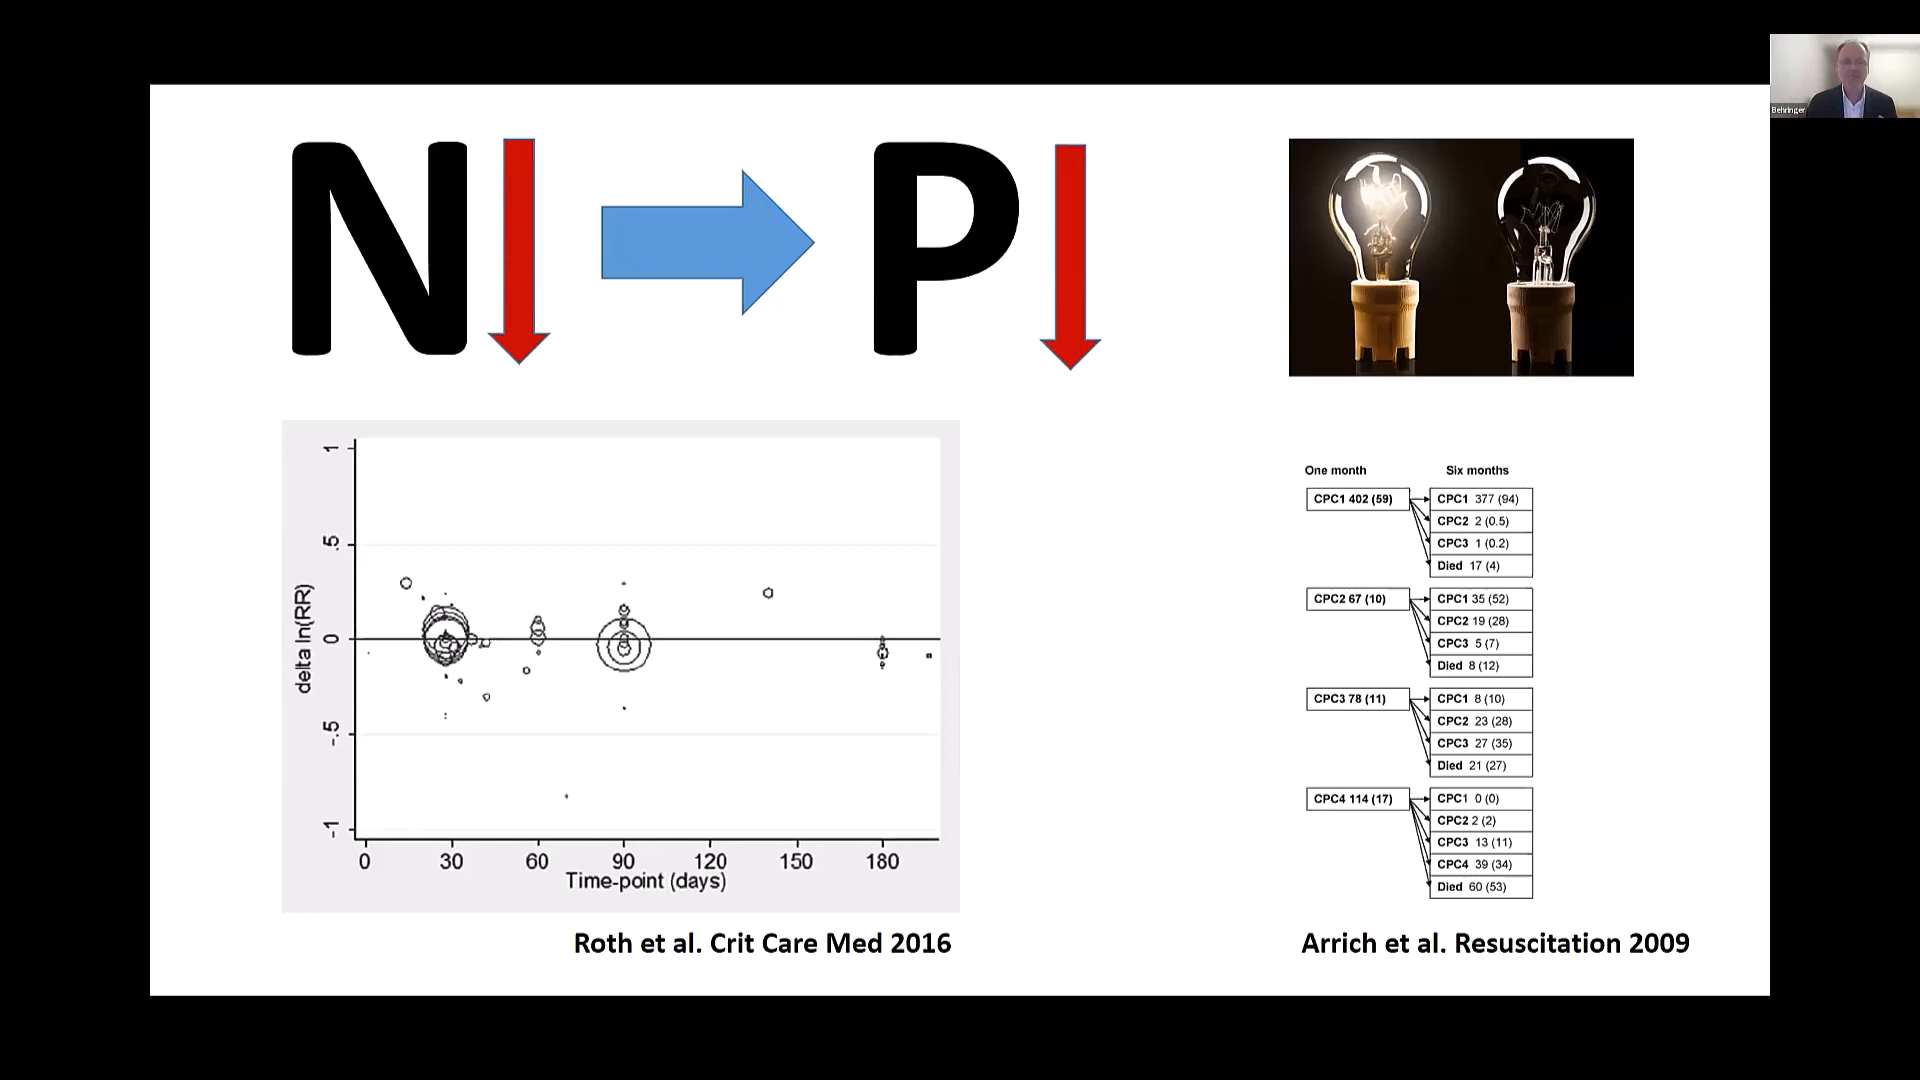 Behringer
N P
1
.5
0
-.5
-1
delta ln(RR)
0 30 60 90 120 150 180
Time-point (days)
Roth et al. Crit Care Med 2016
One month Six months
CPC1 402 (59) CPC1 377 (94)
CPC2 2 (0.5)
CPC3 1 (0.2)
Died 17 (4)
CPC2 67 (10) CPC1 35 (52)
CPC2 19 (28)
CPC3 5 (7)
Died 8 (12)
CPC3 78 (11) CPC1 8 (10)
CPC2 23 (28)
CPC3 27 (35)
Died 21 (27)
CPC4 114 (17) CPC1 0 (0)
CPC2 2 (2)
CPC3 13 (11)
CPC4 39 (34)
Died 60 (53)
Arrich et al. Resuscitation 2009